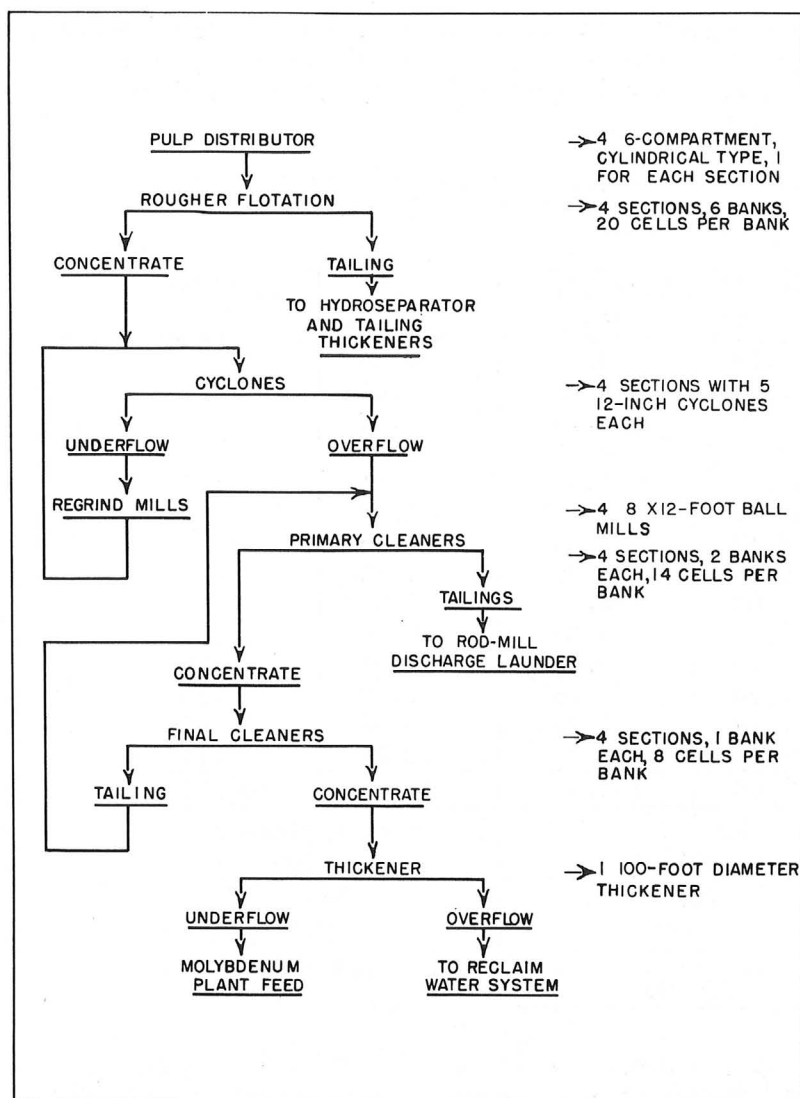 PULP DISTRIBUTOR
→4 6-COMPARTMENT,
CYLINDRICAL TYPE, 1
FOR EACH SECTION
ROUGHER FLOTATION
→4 SECTIONS, 6 BANKS,
20 CELLS PER BANK
CONCENTRATE
TAILING
TO HYDROSEPARATOR
AND TAILING
THICKENERS
CYCLONES
→4 SECTIONS WITH 5
12-INCH CYCLONES
EACH
UNDERFLOW
OVERFLOW
REGRIND MILLS
→4 8 X12-FOOT BALL
MILLS
PRIMARY CLEANERS
→4 SECTIONS, 2 BANKS
EACH, 14 CELLS PER
BANK
TAILINGS
TO ROD-MILL
DISCHARGE LAUNDER
CONCENTRATE
FINAL CLEANERS
→4 SECTIONS, 1 BANK
EACH, 8 CELLS PER
BANK
TAILING
CONCENTRATE
THICKENER
→1 100-FOOT DIAMETER
THICKENER
UNDERFLOW
OVERFLOW
MOLYBDENUM
PLANT FEED
TO RECLAIM
WATER SYSTEM